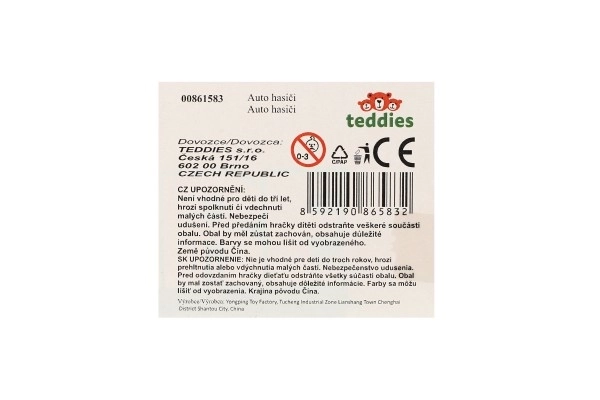 00861583
Auto hasiči
Auto hasiči
teddies
Dovozce/Dovozca:
TEDDIES s.r.o.
Česká 151/16
602 00 Brno
CZECH REPUBLIC
0-3
C/PAP
CE
8 592190 865832
CZ UPOZORNĚNÍ:
Není vhodné pro děti do tří let,
hrozí spolknutí či vdechnutí
malých částí. Nebezpečí
udušení. Před předáním hračky dítěti odstraňte veškeré součásti
obalu. Obal by měl zůstat zachován, obsahuje důležité
informace. Barvy se mohou lišit od vyobrazeného.
Země původu Čína.
SK UPOZORNENIE: Nie je vhodné pre deti do troch rokov, hrozí
prehltnutia alebo vdýchnutia malých častí. Nebezpečenstvo udusenia.
Pred odovzdaním hračky dieťaťu odstráňte všetky súčasti obalu. Obal
by mal zostať zachovaný, obsahuje dôležité informácie. Farby sa môžu
líšiť od vyobrazenia. Krajina pôvodu Čína.
Výrobce/Výrobca: Yongping Toy Factory, Tucheng Industrial Zone Lianshang Town Chenghai
District Shantou City, China